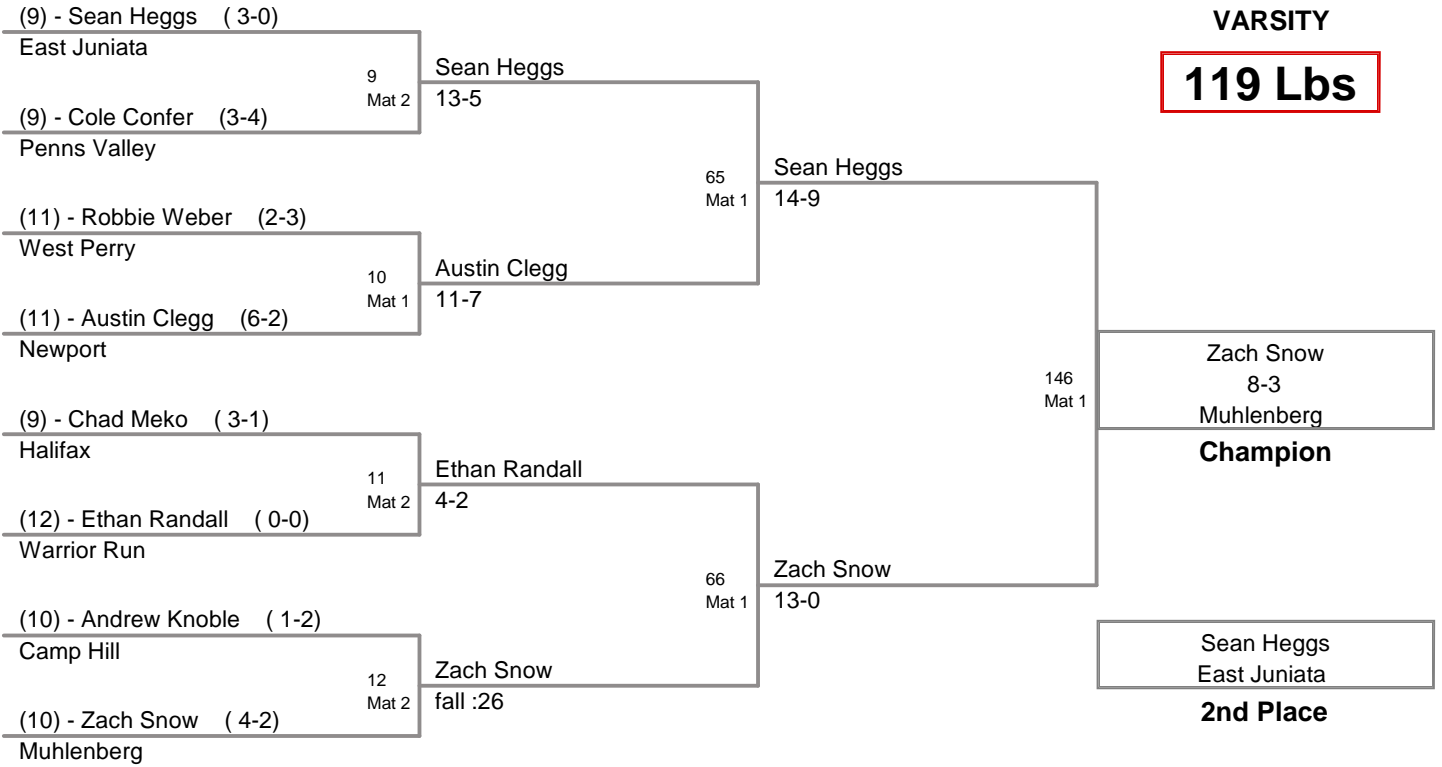 (9) - Sean Heggs ( 3-0)
East Juniata
9
Mat 2
(9) - Cole Confer (3-4)
Penns Valley
(11) - Robbie Weber (2-3)
West Perry
10
Mat 1
(11) - Austin Clegg (6-2)
Newport
(9) - Chad Meko ( 3-1)
Halifax
11
Mat 2
(12) - Ethan Randall ( 0-0)
Warrior Run
(10) - Andrew Knoble ( 1-2)
Camp Hill
12
Mat 2
(10) - Zach Snow ( 4-2)
Muhlenberg
Sean Heggs
13-5
65
Mat 1
Austin Clegg
11-7
Ethan Randall
4-2
66
Mat 1
Zach Snow
fall :26
Sean Heggs
14-9
146
Mat 1
Zach Snow
13-0
VARSITY
119 Lbs
Zach Snow
8-3
Muhlenberg
Champion
Sean Heggs
East Juniata
2nd Place